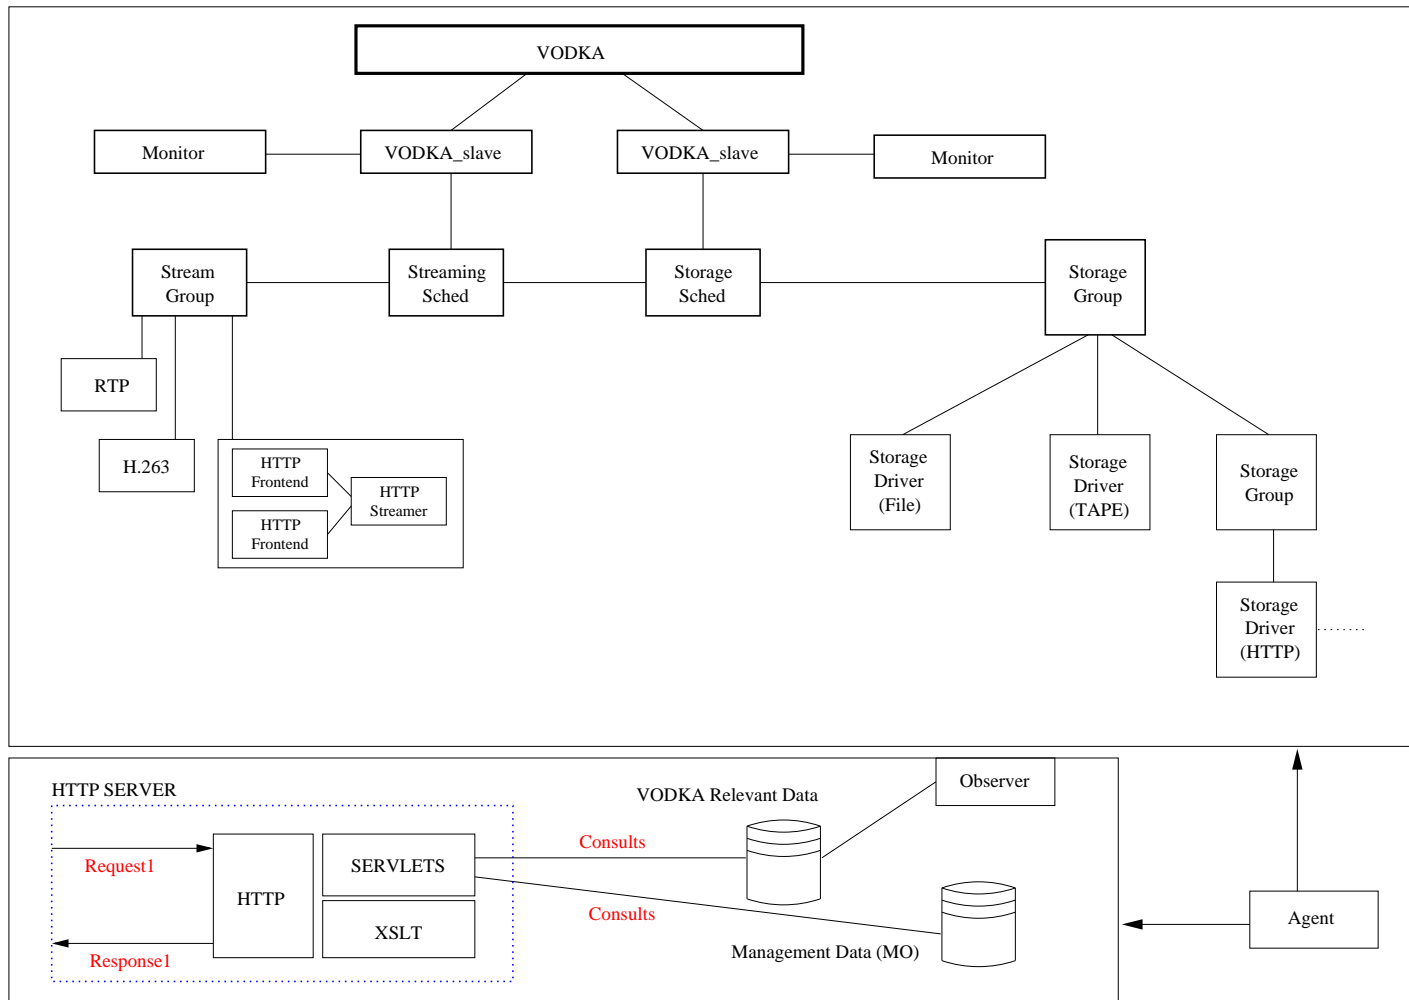 VODKA
Monitor
VODKA_slave
VODKA_slave
Monitor
Stream
Group
Streaming
Sched
Storage
Sched
Storage
Group
RTP
H.263
HTTP
Frontend
HTTP
Streamer
HTTP
Frontend
Storage
Driver
(File)
Storage
Driver
(TAPE)
Storage
Group
Storage
Driver
(HTTP)
HTTP SERVER
VODKA Relevant Data
Observer
Request1
HTTP
SERVLETS
Consults
Consults
XSLT
Response1
Management Data (MO)
Agent